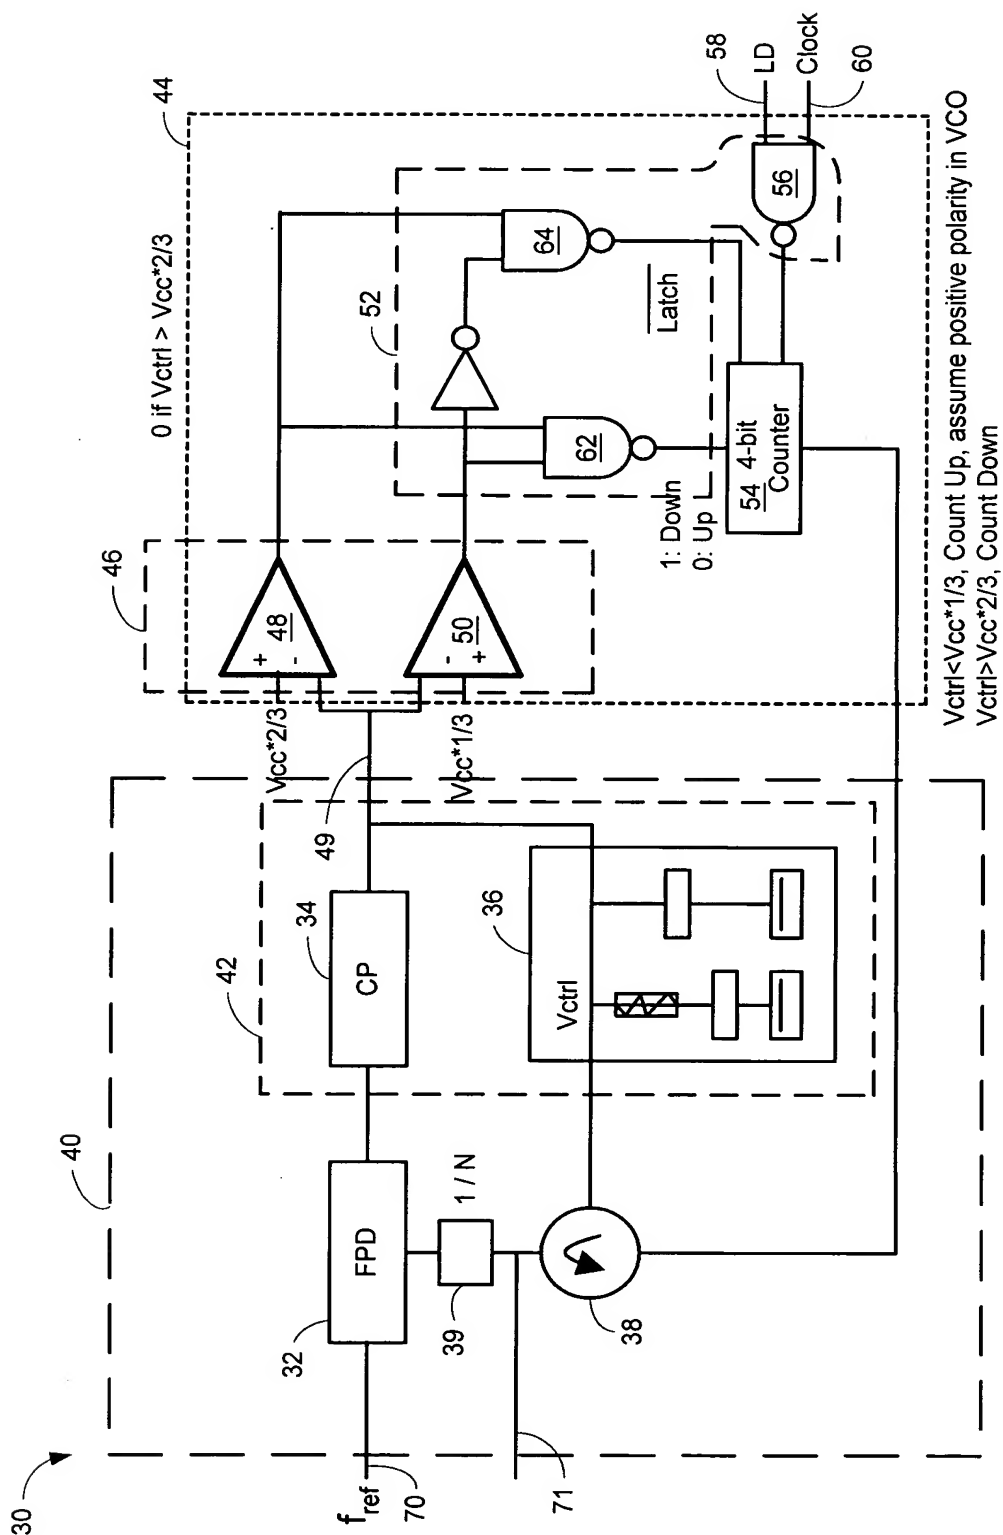 30
40
44
0 if Vctrl > Vcc*2/3
46
52
42
48
+
-
Vcc*2/3
64
58
LD
Clock
60
49
34
CP
50
-
+
Vcc*1/3
62
Latch
56
1: Down
0: Up
54 4-bit
Counter
32
FPD
1 / N
39
36
Vctrl
38
fref
70
71
Vctrl<Vcc*1/3, Count Up, assume positive polarity in VCO
Vctrl>Vcc*2/3, Count Down